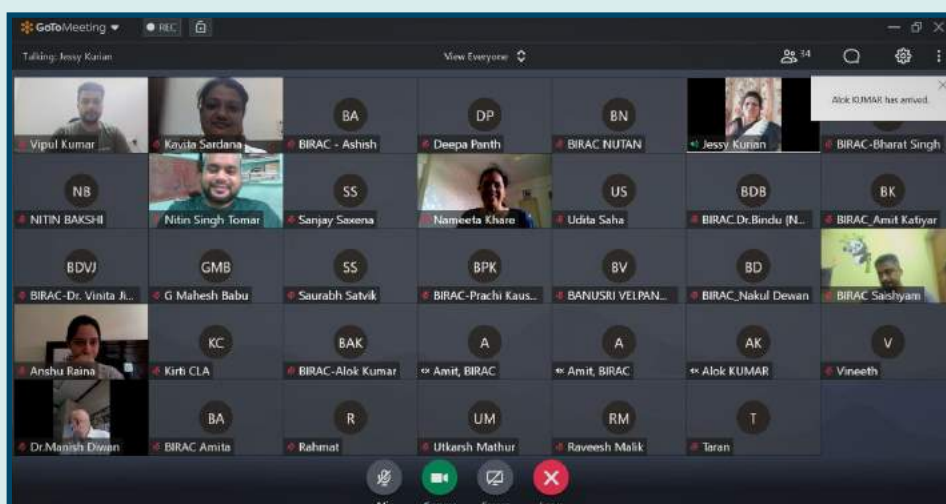 GoToMeeting REC
Talking: Jessy Kurian View Everyone 34
Alok KUMAR has arrived.
BA DP BN
Vipul Kumar Kavita Sardana BIRAC - Ashish Deepa Panth BIRAC NUTAN Jessy Kurian BIRAC-Bharat Singh
NB SS US BDB BK
NITIN BAKSHI Nitin Singh Tomar Sanjay Saxena Nameeta Khare Udita Saha BIRAC.Dr.Bindu (N... BIRAC_Amit Katiyar
BDVJ GMB SS BPK BV BD
BIRAC-Dr. Vinita Ji... G Mahesh Babu Saurabh Satvik BIRAC-Prachi Kaus... BANUSRI VELPAN... BIRAC_Nakul Dewan BIRAC Saishyam
KC BAK A A AK V
Anshu Raina Kirti CLA BIRAC-Alok Kumar Amit, BIRAC Amit, BIRAC Alok KUMAR Vineeth
BA R UM RM T
Dr.Manish Diwan BIRAC Amita Rahmat Utkarsh Mathur Raveesh Malik Taran